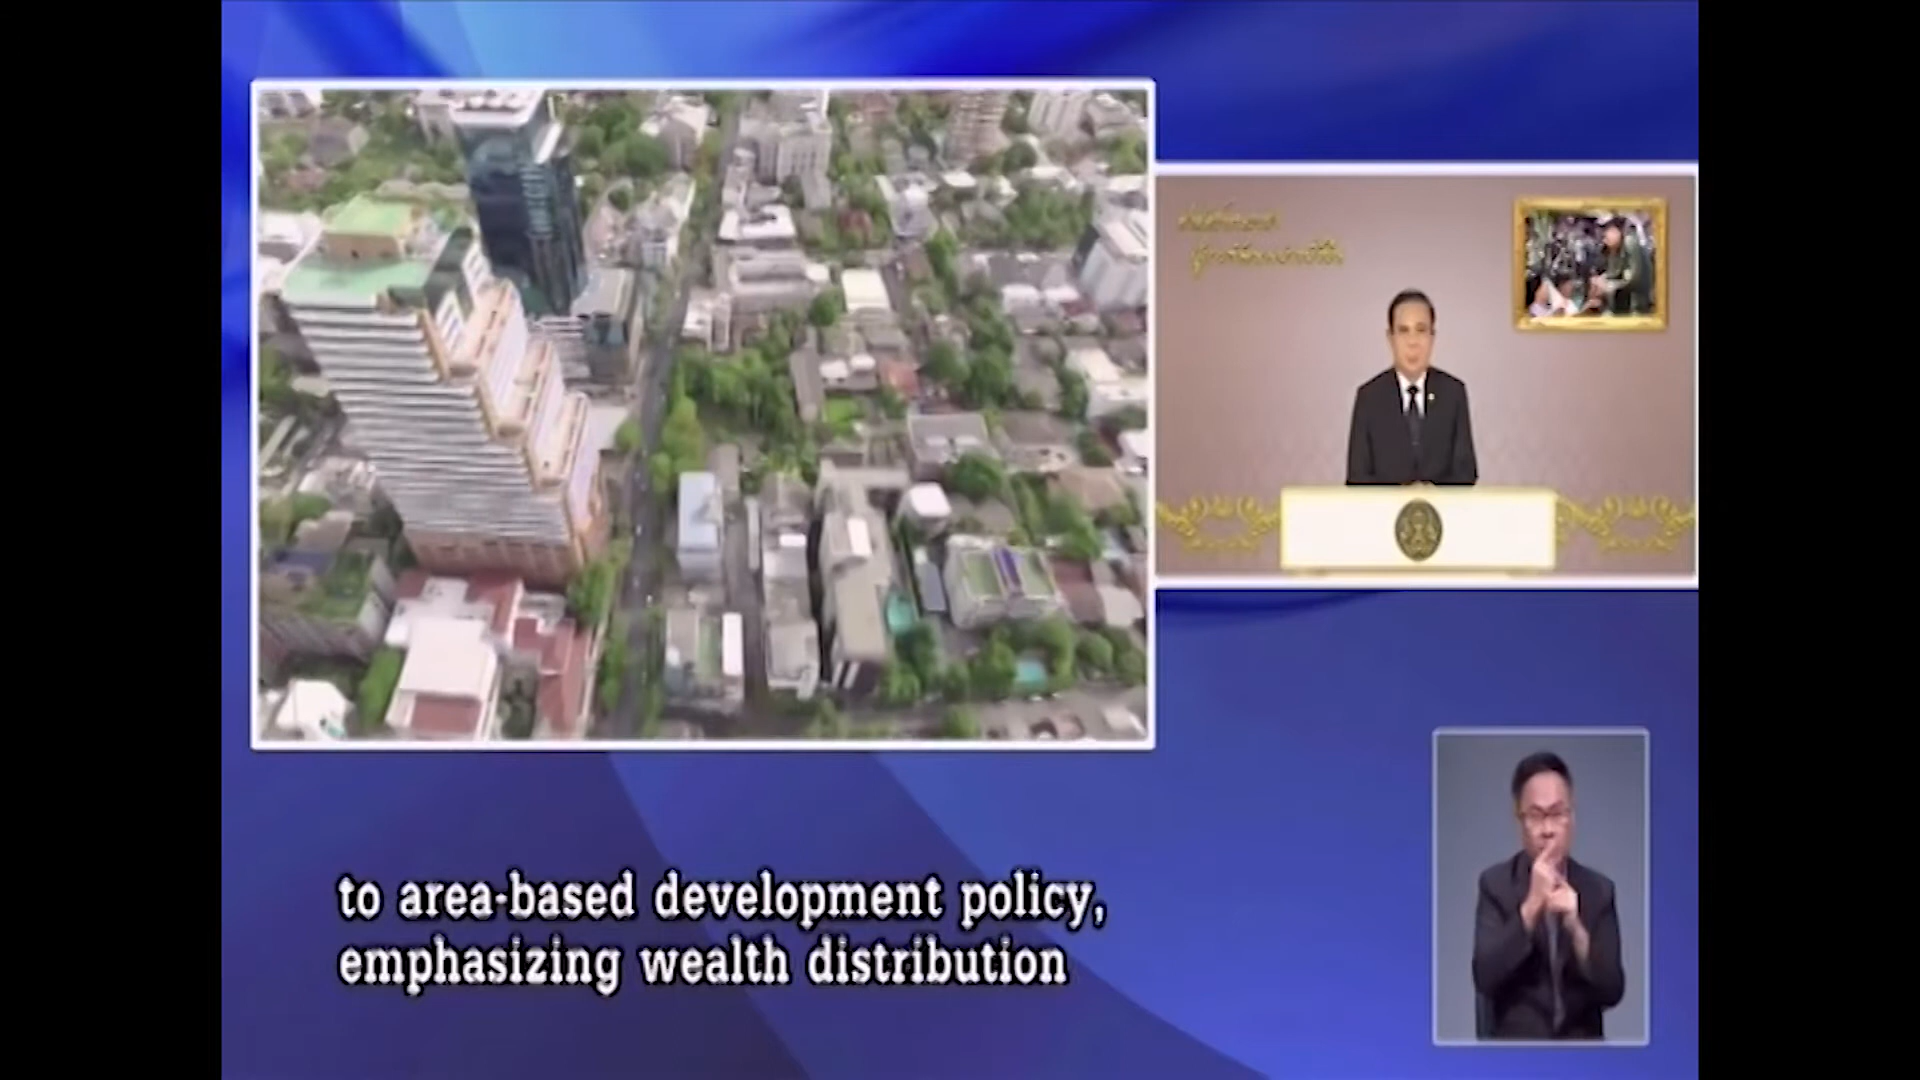 to area-based development policy,
emphasizing wealth distribution